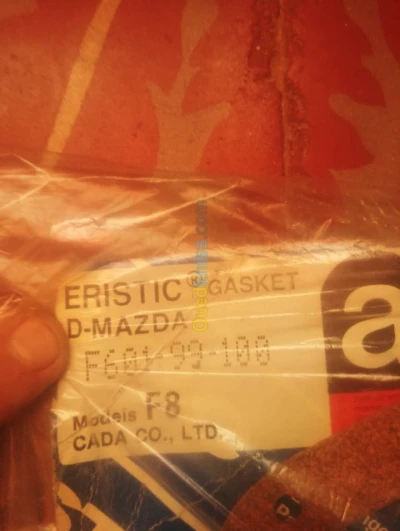 ERISTIC® GASKET
D-MAZDA
F601-99-100
Models F8
CADA CO., LTD.
a